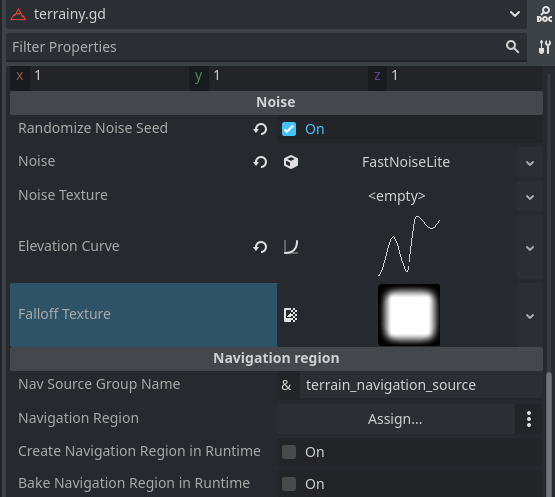 terrainy.gd
DOC
Filter Properties
x 1 y 1 z 1
Noise
Randomize Noise Seed On
Noise FastNoiseLite
Noise Texture <empty>
Elevation Curve
Falloff Texture
Navigation region
Nav Source Group Name & terrain_navigation_source
Navigation Region Assign...
Create Navigation Region in Runtime On
Bake Navigation Region in Runtime On